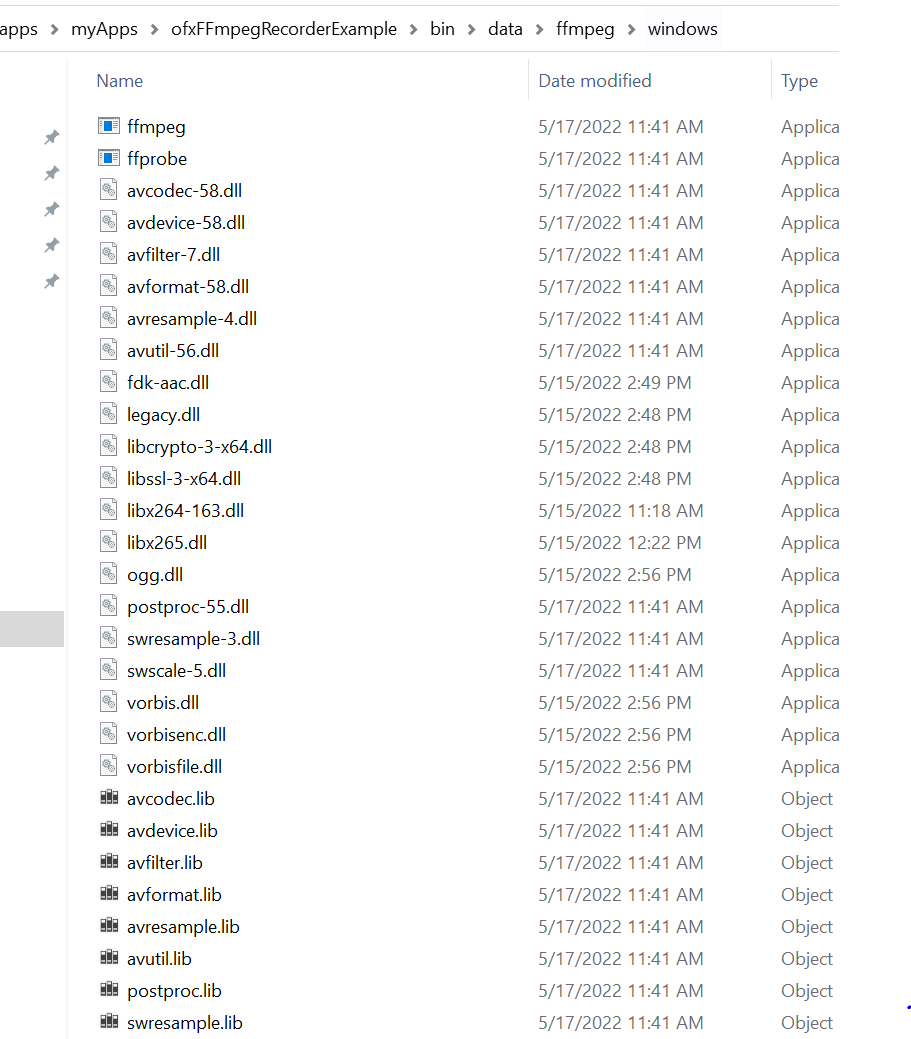 apps > myApps > ofxFFmpegRecorderExample > bin > data > ffmpeg > windows
Name Date modified Type
ffmpeg 5/17/2022 11:41 AM Applica
ffprobe 5/17/2022 11:41 AM Applica
avcodec-58.dll 5/17/2022 11:41 AM Applica
avdevice-58.dll 5/17/2022 11:41 AM Applica
avfilter-7.dll 5/17/2022 11:41 AM Applica
avformat-58.dll 5/17/2022 11:41 AM Applica
avresample-4.dll 5/17/2022 11:41 AM Applica
avutil-56.dll 5/17/2022 11:41 AM Applica
fdk-aac.dll 5/15/2022 2:49 PM Applica
legacy.dll 5/15/2022 2:48 PM Applica
libcrypto-3-x64.dll 5/15/2022 2:48 PM Applica
libssl-3-x64.dll 5/15/2022 2:48 PM Applica
libx264-163.dll 5/15/2022 11:18 AM Applica
libx265.dll 5/15/2022 12:22 PM Applica
ogg.dll 5/15/2022 2:56 PM Applica
postproc-55.dll 5/17/2022 11:41 AM Applica
swresample-3.dll 5/17/2022 11:41 AM Applica
swscale-5.dll 5/17/2022 11:41 AM Applica
vorbis.dll 5/15/2022 2:56 PM Applica
vorbisenc.dll 5/15/2022 2:56 PM Applica
vorbisfile.dll 5/15/2022 2:56 PM Applica
avcodec.lib 5/17/2022 11:41 AM Object
avdevice.lib 5/17/2022 11:41 AM Object
avfilter.lib 5/17/2022 11:41 AM Object
avformat.lib 5/17/2022 11:41 AM Object
avresample.lib 5/17/2022 11:41 AM Object
avutil.lib 5/17/2022 11:41 AM Object
postproc.lib 5/17/2022 11:41 AM Object
swresample.lib 5/17/2022 11:41 AM Object